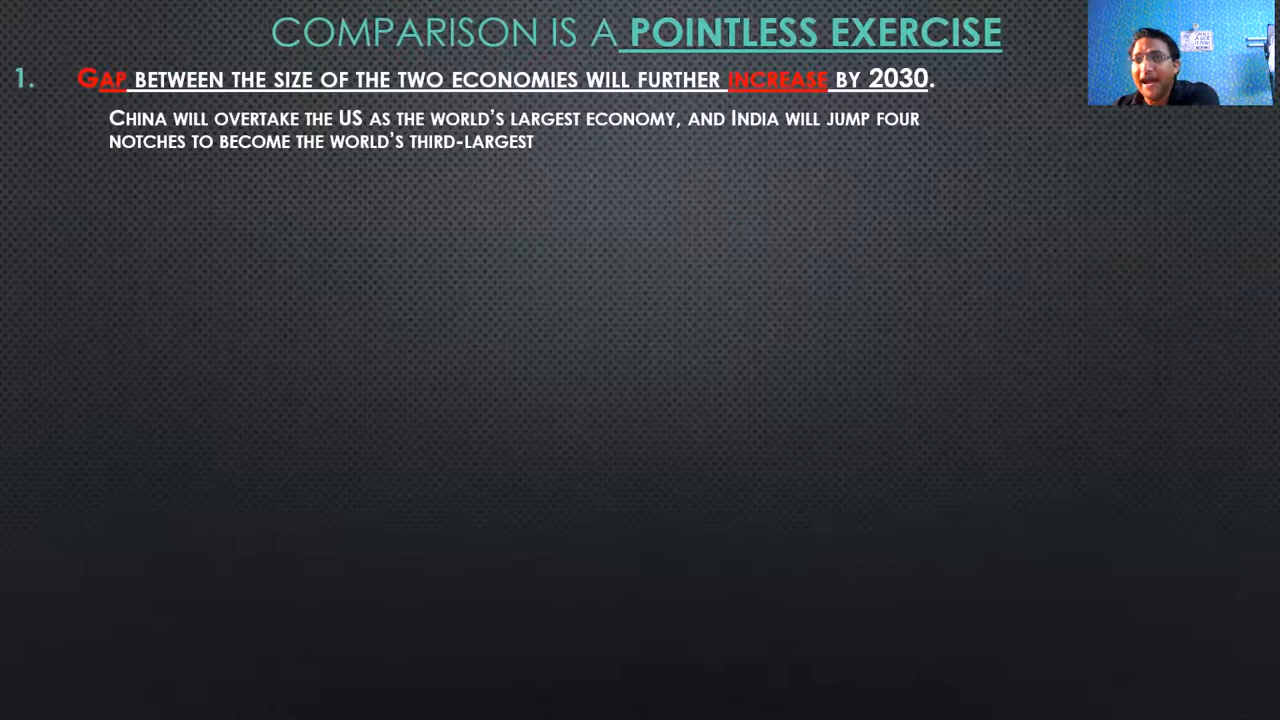 COMPARISON IS A POINTLESS EXERCISE
1. GAP BETWEEN THE SIZE OF THE TWO ECONOMIES WILL FURTHER INCREASE BY 2030.
CHINA WILL OVERTAKE THE US AS THE WORLD'S LARGEST ECONOMY, AND INDIA WILL JUMP FOUR
NOTCHES TO BECOME THE WORLD'S THIRD-LARGEST